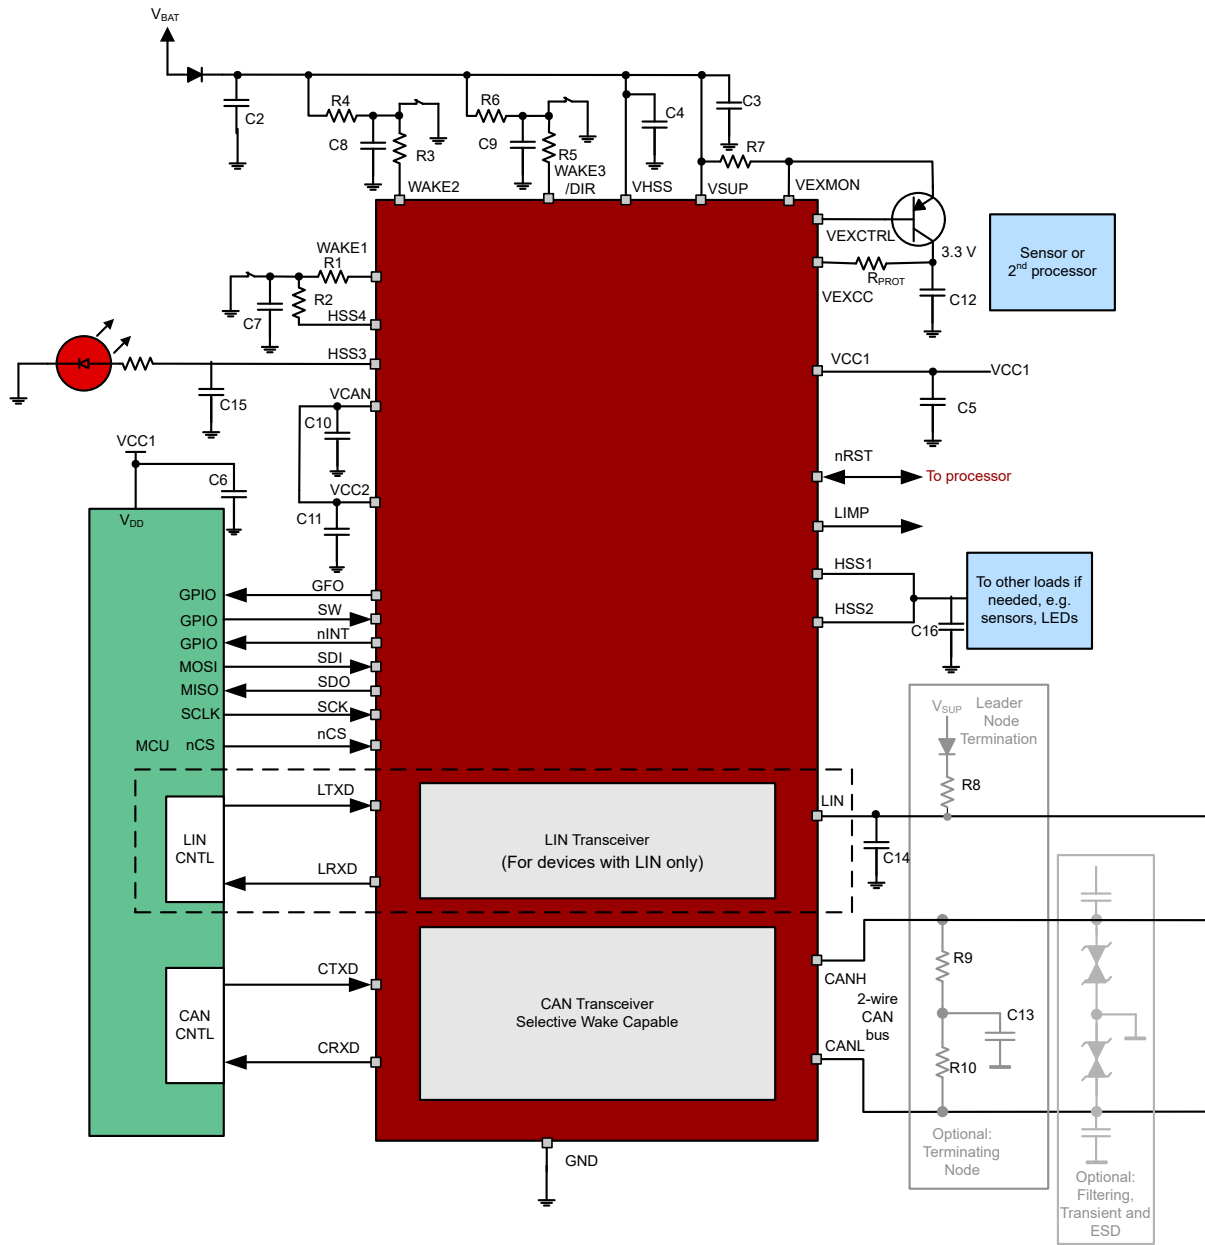 VBAT
C2
R4
C8
R3
WAKE2
R6
C9
R5
WAKE3
/DIR
C4
VHSS
C3
R7
VSUP
VEXMON
VEXCTRL
3.3 V
RPROT
VEXCC
C12
Sensor or
2nd processor
WAKE1
R1
R2
C7
HSS4
HSS3
C15
VCAN
C10
VCC2
C11
VCC1
VCC1
C5
nRST
To processor
LIMP
HSS1
HSS2
C16
To other loads if
needed, e.g.
sensors, LEDs
VCC1
C6
VDD
GPIO
GFO
GPIO
SW
GPIO
nINT
MOSI
SDI
MISO
SDO
SCLK
SCK
MCU
nCS
nCS
LIN
CNTL
LTXD
LRXD
LIN Transceiver
(For devices with LIN only)
LIN
C14
VSUP
Leader
Node
Termination
R8
CAN
CNTL
CTXD
CRXD
CAN Transceiver
Selective Wake Capable
CANH
2-wire
CAN
bus
CANL
R9
C13
R10
Optional:
Terminating
Node
Optional:
Filtering,
Transient and
ESD
GND